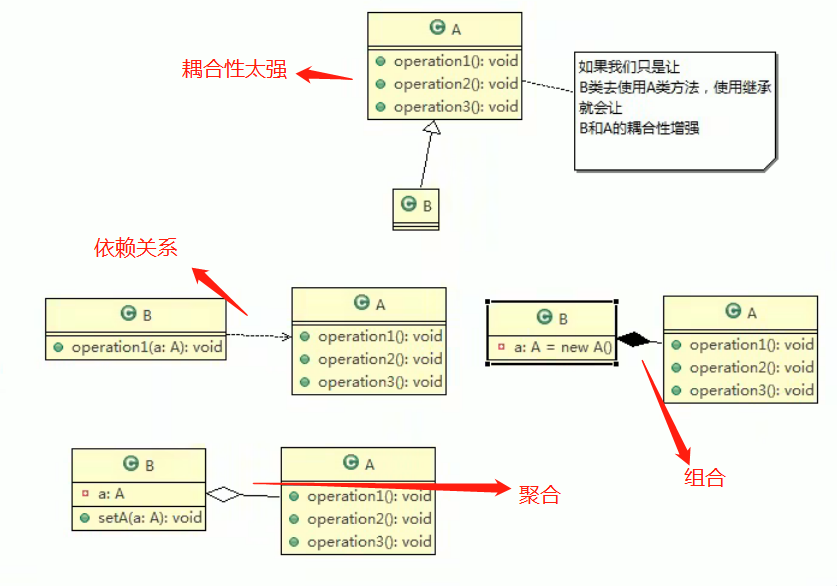 A
operation1(): void
operation2(): void
operation3(): void
耦合性太强
如果我们只是让
B类去使用A类方法，使用继承
就会让
B和A的耦合性增强
B
依赖关系
B
operation1(a: A): void
A
operation1(): void
operation2(): void
operation3(): void
B
a: A = new A()
A
operation1(): void
operation2(): void
operation3(): void
组合
B
a: A
setA(a: A): void
A
operation1(): void
operation2(): void
operation3(): void
聚合